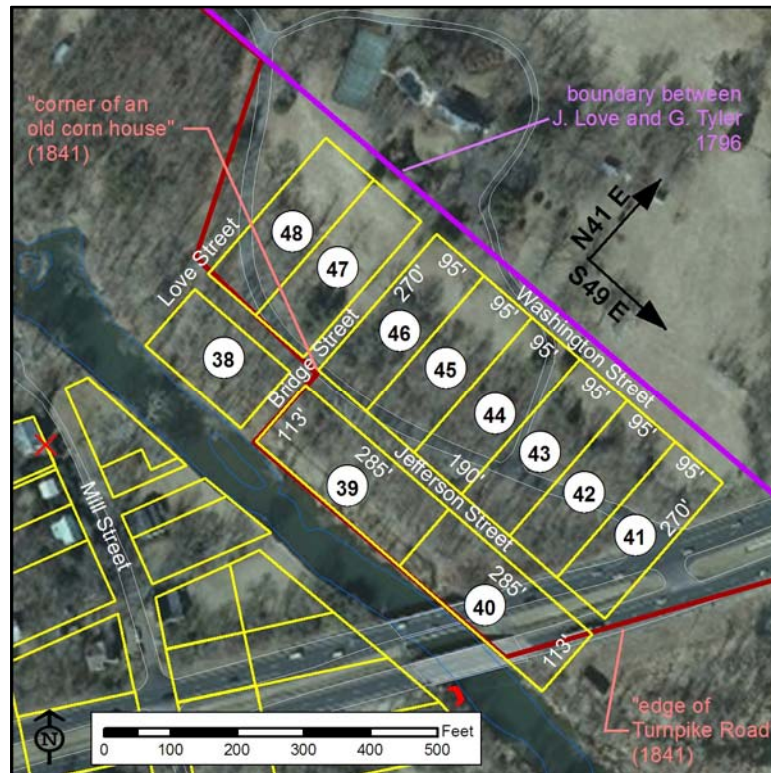 "corner of an
old corn house"
(1841)
boundary between
J. Love and G. Tyler
1796
N41 E
S49 E
Love Street
48
47
270'
95'
95'
95'
95'
95'
95'
Washington Street
38
Bridge Street
46
45
44
43
42
41
270'
113'
285'
39
190'
Jefferson Street
Mill Street
285'
40
113'
"edge of
Turnpike Road"
(1841)
N
Feet
0 100 200 300 400 500